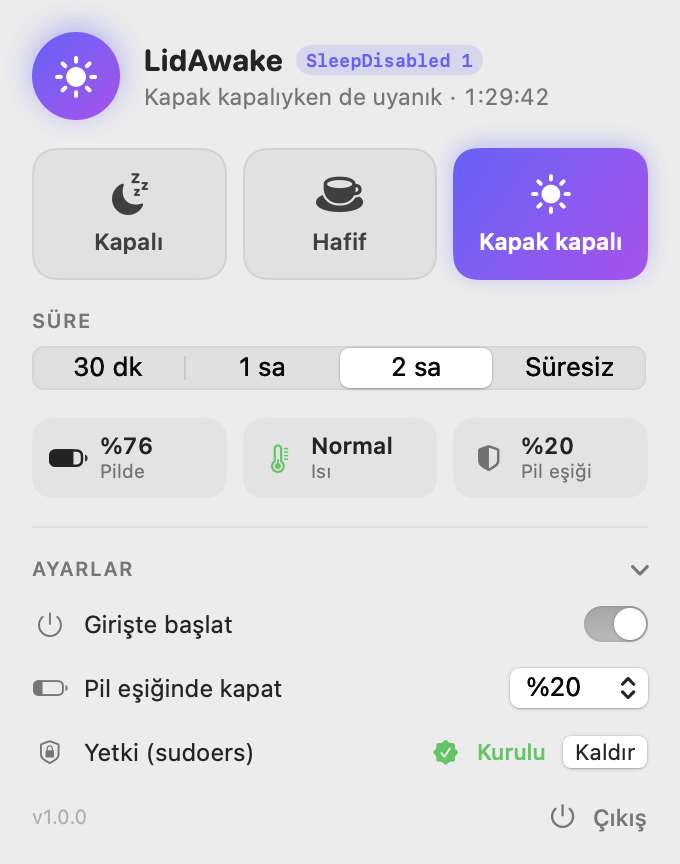 LidAwake SleepDisabled 1
Kapak kapalıyken de uyanık · 1:29:42
Kapalı Hafif Kapak kapalı
SÜRE
30 dk 1 sa 2 sa Süresiz
%76 Normal %20
Pilde Isı Pil eşiği
AYARLAR
Girişte başlat
Pil eşiğinde kapat %20
Yetki (sudoers) Kurulu Kaldır
v1.0.0 Çıkış